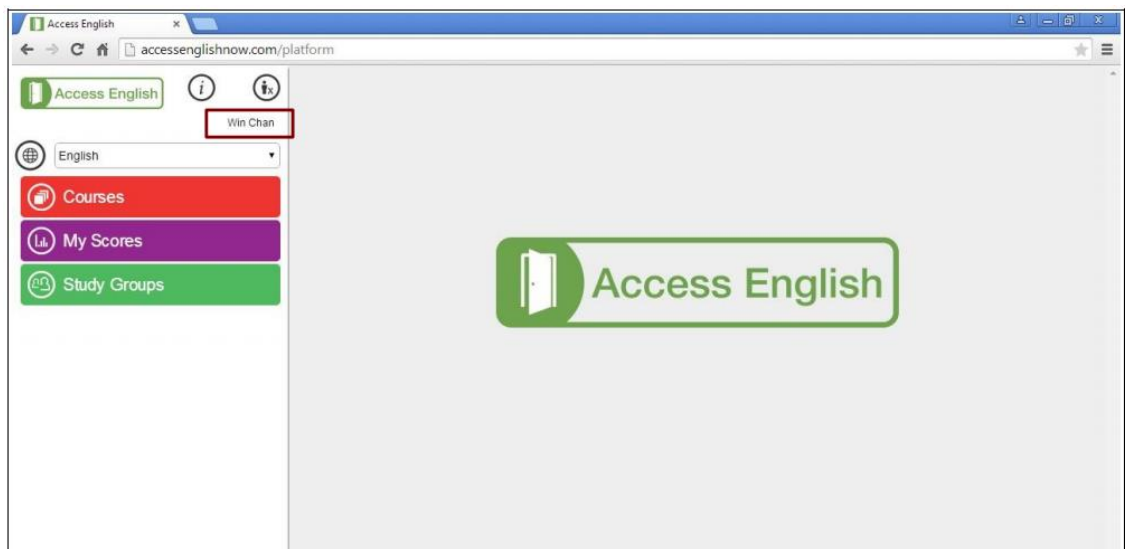 Access English
accessenglishnow.com/platform
Access English
Win Chan
English
Courses
My Scores
Study Groups
Access English